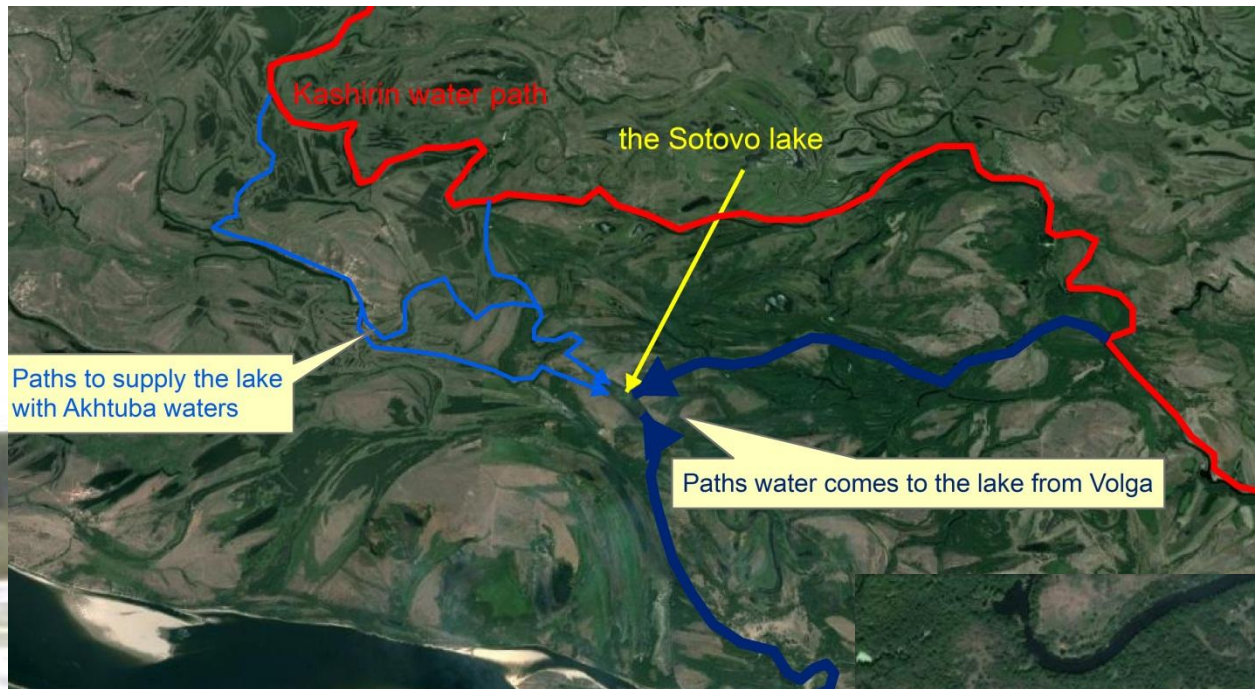 Kashirin water path
the Sotovo lake
Paths to supply the lake
with Akhtuba waters
Paths water comes to the lake from Volga